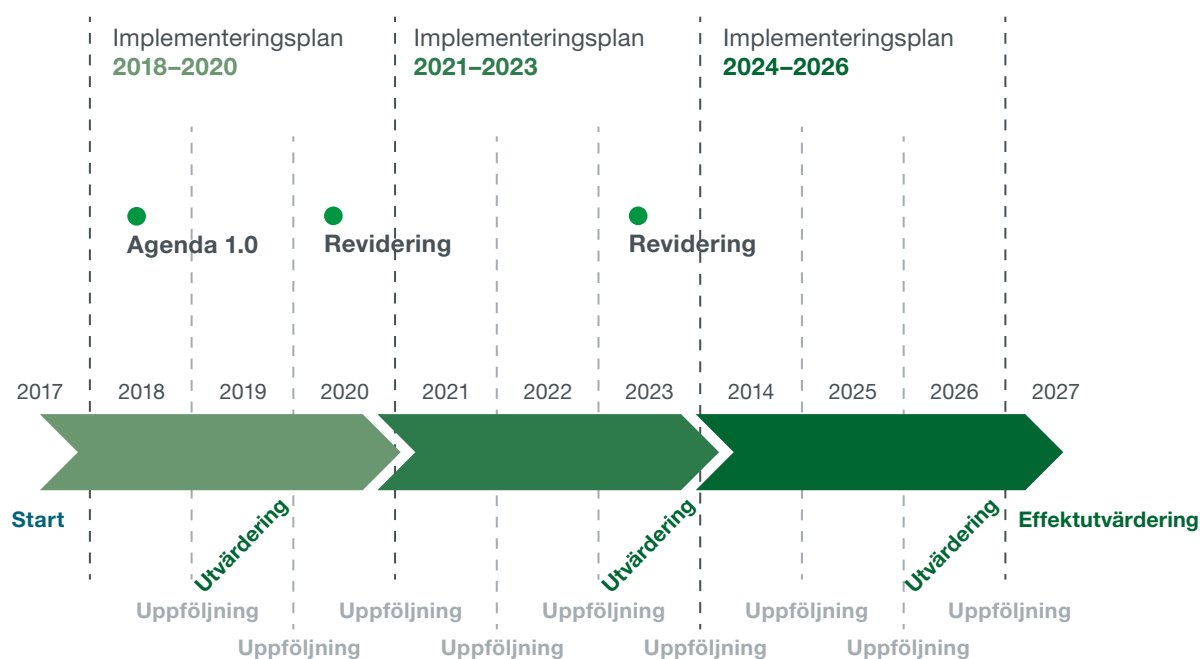 Implementeringsplan
2018–2020
Implementeringsplan
2021–2023
Implementeringsplan
2024–2026
Agenda 1.0
Revidering
Revidering
2017
2018
2019
2020
2021
2022
2023
2014
2025
2026
2027
Start
Utvärdering
Utvärdering
Utvärdering
Effektutvärdering
Uppföljning
Uppföljning
Uppföljning
Uppföljning
Uppföljning
Uppföljning
Uppföljning
Uppföljning
Uppföljning